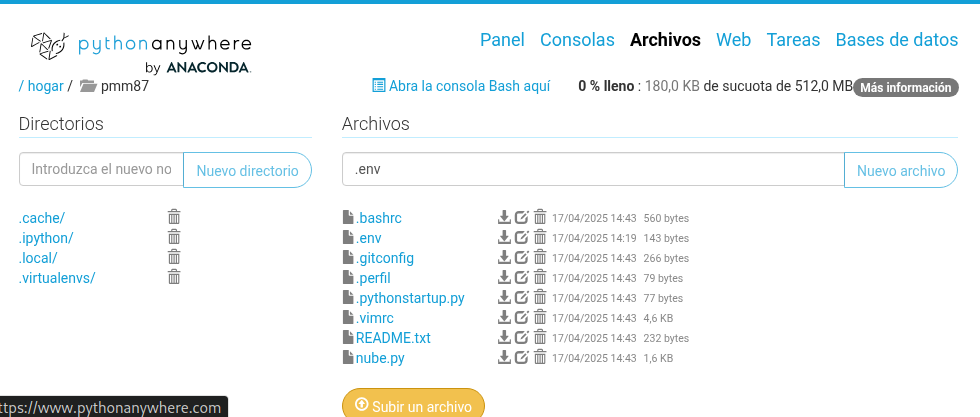 pythonanywhere
by ANACONDA.
Panel Consolas Archivos Web Tareas Bases de datos
/ hogar / pmm87
Abra la consola Bash aquí
0 % lleno : 180,0 KB de sucuota de 512,0 MB Más información
Directorios
Introduzca el nuevo no Nuevo directorio
.cache/
.ipython/
.local/
.virtualenvs/
Archivos
.env Nuevo archivo
.bashrc 17/04/2025 14:43 560 bytes
.env 17/04/2025 14:19 143 bytes
.gitconfig 17/04/2025 14:43 266 bytes
.perfil 17/04/2025 14:43 79 bytes
.pythonstartup.py 17/04/2025 14:43 77 bytes
.vimrc 17/04/2025 14:43 4,6 KB
README.txt 17/04/2025 14:43 232 bytes
nube.py 17/04/2025 14:43 1,6 KB
Subir un archivo
ttps://www.pythonanywhere.com